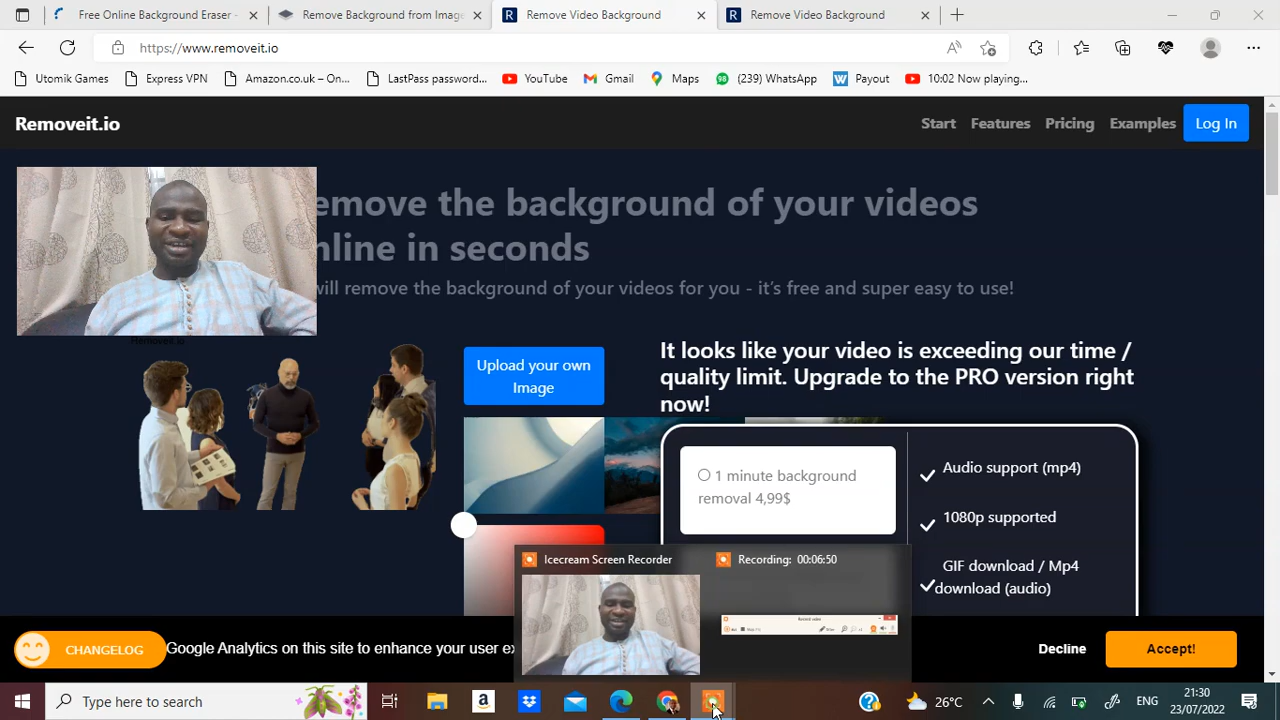 Free Online Background Eraser
Remove Background from Imag
Remove Video Background
Remove Video Background
https://www.removeit.io
Utomik Games
Express VPN
Amazon.co.uk – On...
LastPass password...
YouTube
Gmail
Maps
98
(239) WhatsApp
Payout
10:02 Now playing...
Removeit.io
Start
Features
Pricing
Examples
Log In
emove the background of your videos
nline in seconds
will remove the background of your videos for you - it's free and super easy to use!
Removeit.io
Upload your own
Image
It looks like your video is exceeding our time /
quality limit. Upgrade to the PRO version right
now!
1 minute background
removal 4,99$
Audio support (mp4)
1080p supported
GIF download / Mp4
download (audio)
Icecream Screen Recorder
Recording: 00:06:50
Record video
CHANGELOG
Google Analytics on this site to enhance your user ex
Decline
Accept!
Type here to search
26°C
ENG
21:30
23/07/2022